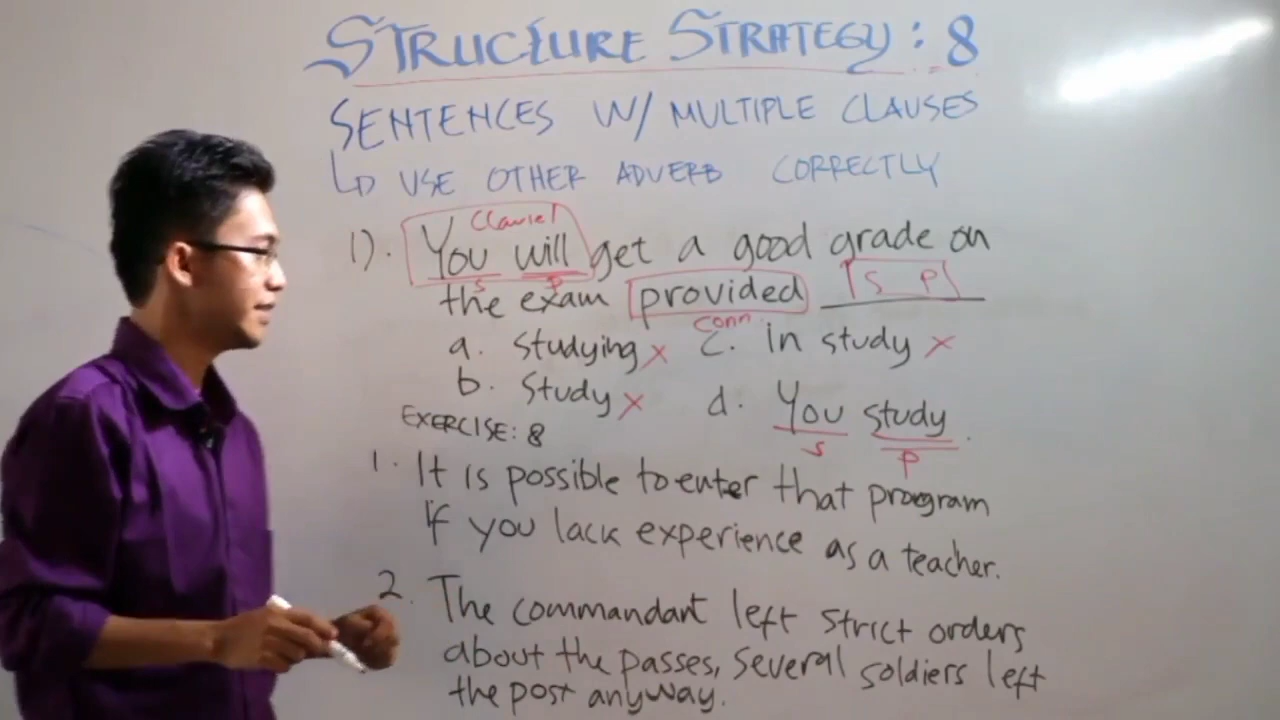 STRUCTURE STRATEGY: 8
SENTENCES W/ MULTIPLE CLAUSES
USE OTHER ADVERB CORRECTLY
Clause1
1). You will get a good grade on
s p S P
the exam provided
conn
a. Studying x c. in study x
b. Study x d. You study.
s p
EXERCISE: 8
1. It is possible to enter that program
if you lack experience as a teacher.
2. The commandant left strict orders
about the passes, several soldiers left
the post anyway.